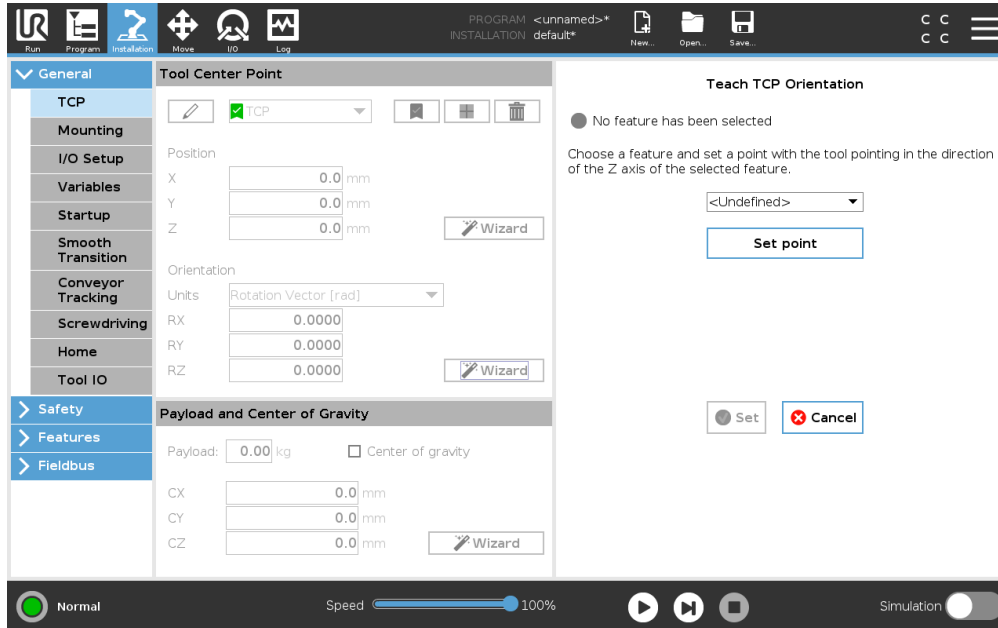 UR
Run
Program
Installation
Move
I/O
Log
PROGRAM <unnamed>*
INSTALLATION default*
New...
Open...
Save...
C C
C C
General
TCP
Mounting
I/O Setup
Variables
Startup
Smooth
Transition
Conveyor
Tracking
Screwdriving
Home
Tool IO
Safety
Features
Fieldbus
Tool Center Point
TCP
Position
X 0.0 mm
Y 0.0 mm
Z 0.0 mm
Wizard
Orientation
Units Rotation Vector [rad]
RX 0.0000
RY 0.0000
RZ 0.0000
Wizard
Payload and Center of Gravity
Payload: 0.00 kg Center of gravity
CX 0.0 mm
CY 0.0 mm
CZ 0.0 mm
Wizard
Teach TCP Orientation
No feature has been selected
Choose a feature and set a point with the tool pointing in the direction
of the Z axis of the selected feature.
<Undefined>
Set point
Set
Cancel
Normal
Speed 100%
Simulation